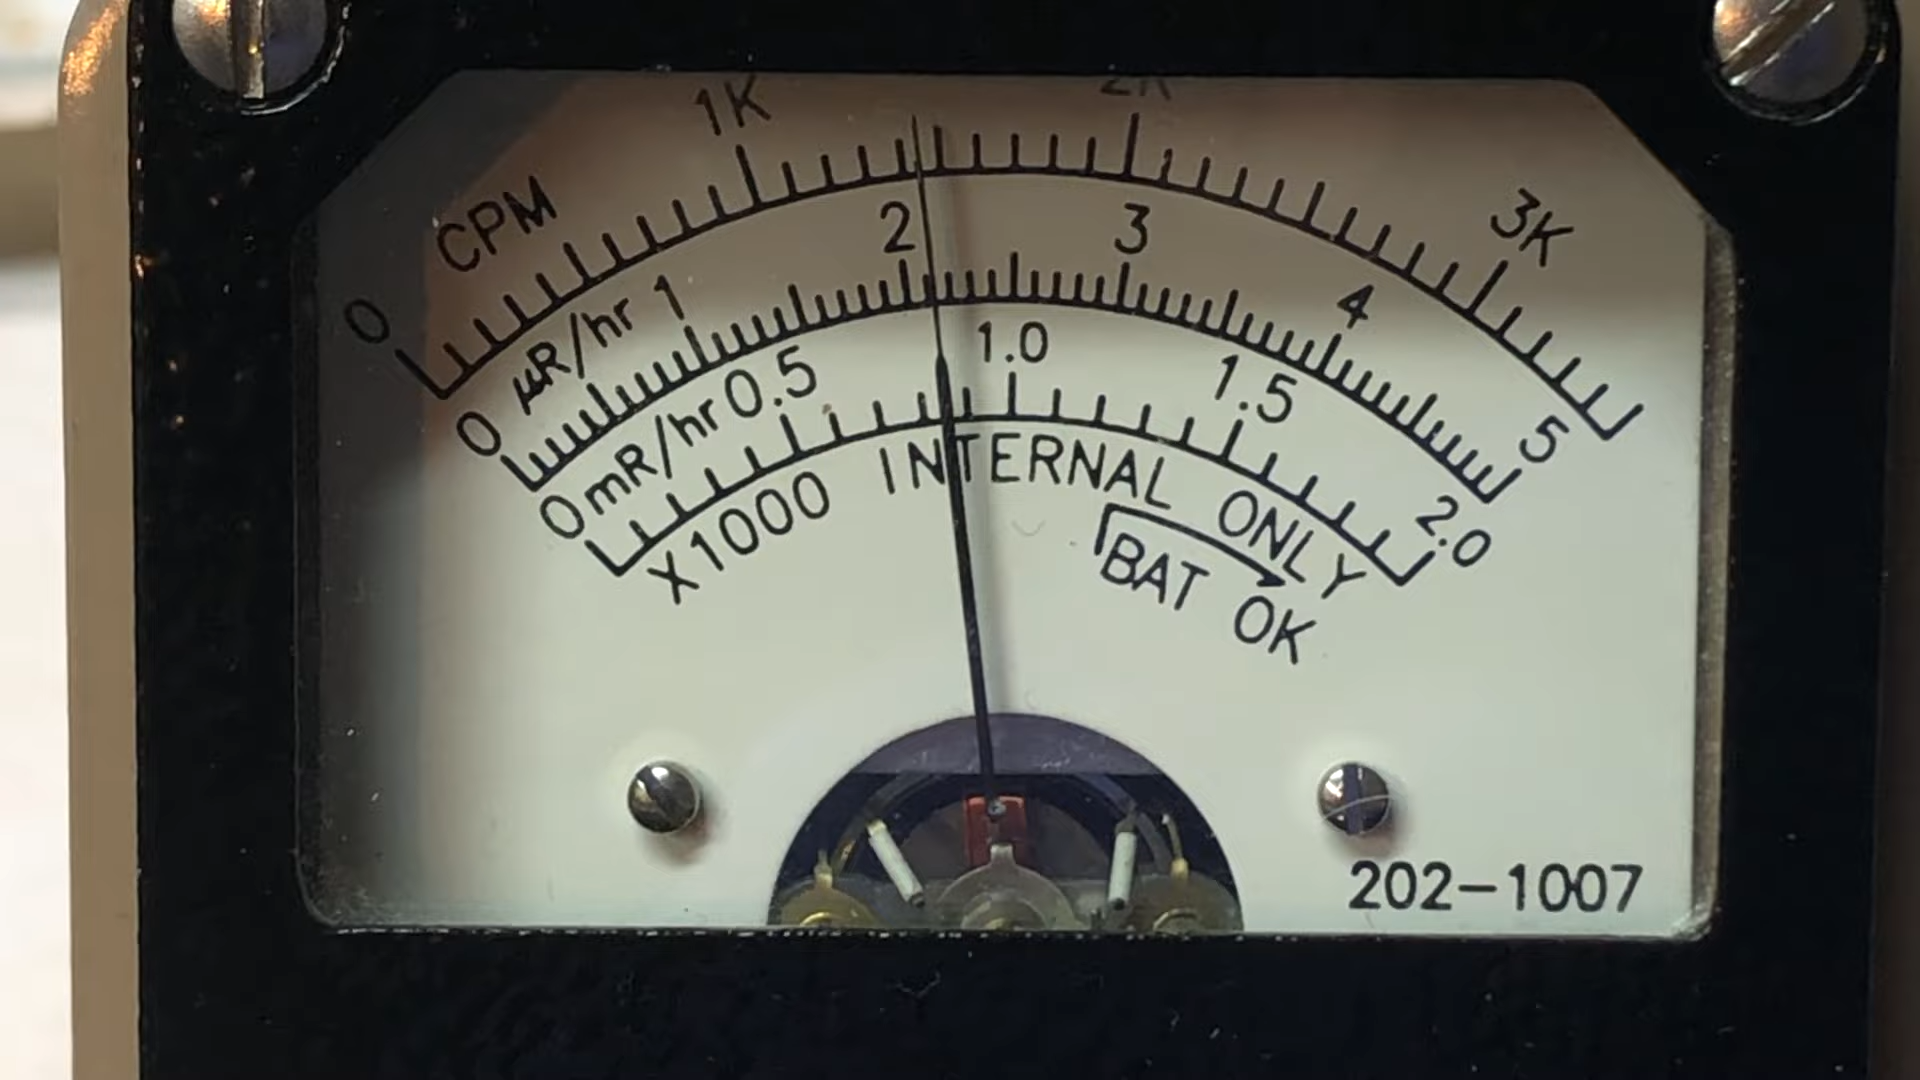 1K 2K
CPM
0 3K
2 3
μR/hr 1 4
0 5
mR/hr 0.5 1.0 1.5
0 2.0
X1000 INTERNAL ONLY
BAT OK
202-1007